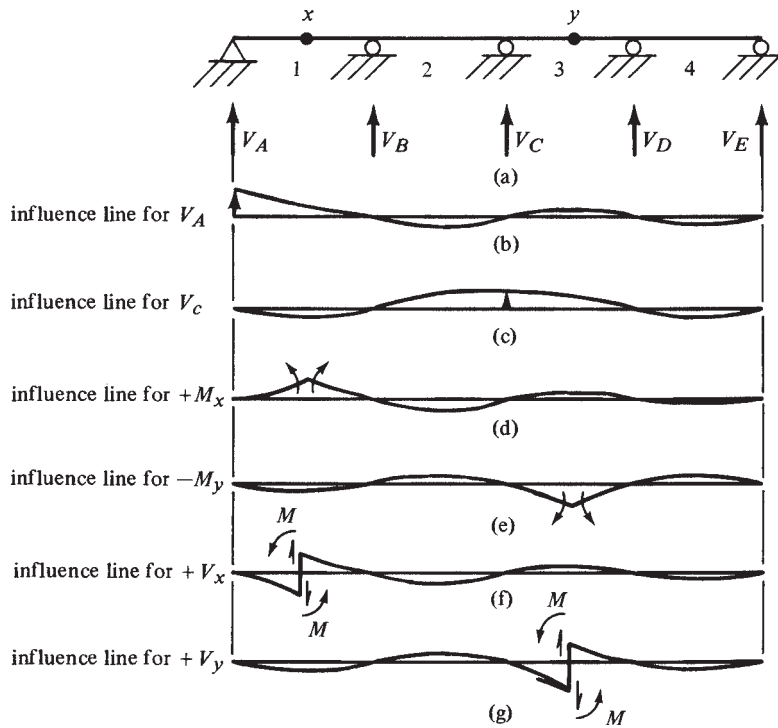 x y
1 2 3 4
V_A V_B V_C V_D V_E
(a)
influence line for V_A
(b)
influence line for V_c
(c)
influence line for +M_x
(d)
influence line for −M_y
(e)
M
influence line for + V_x
M
(f)
M
influence line for + V_y
M
(g)